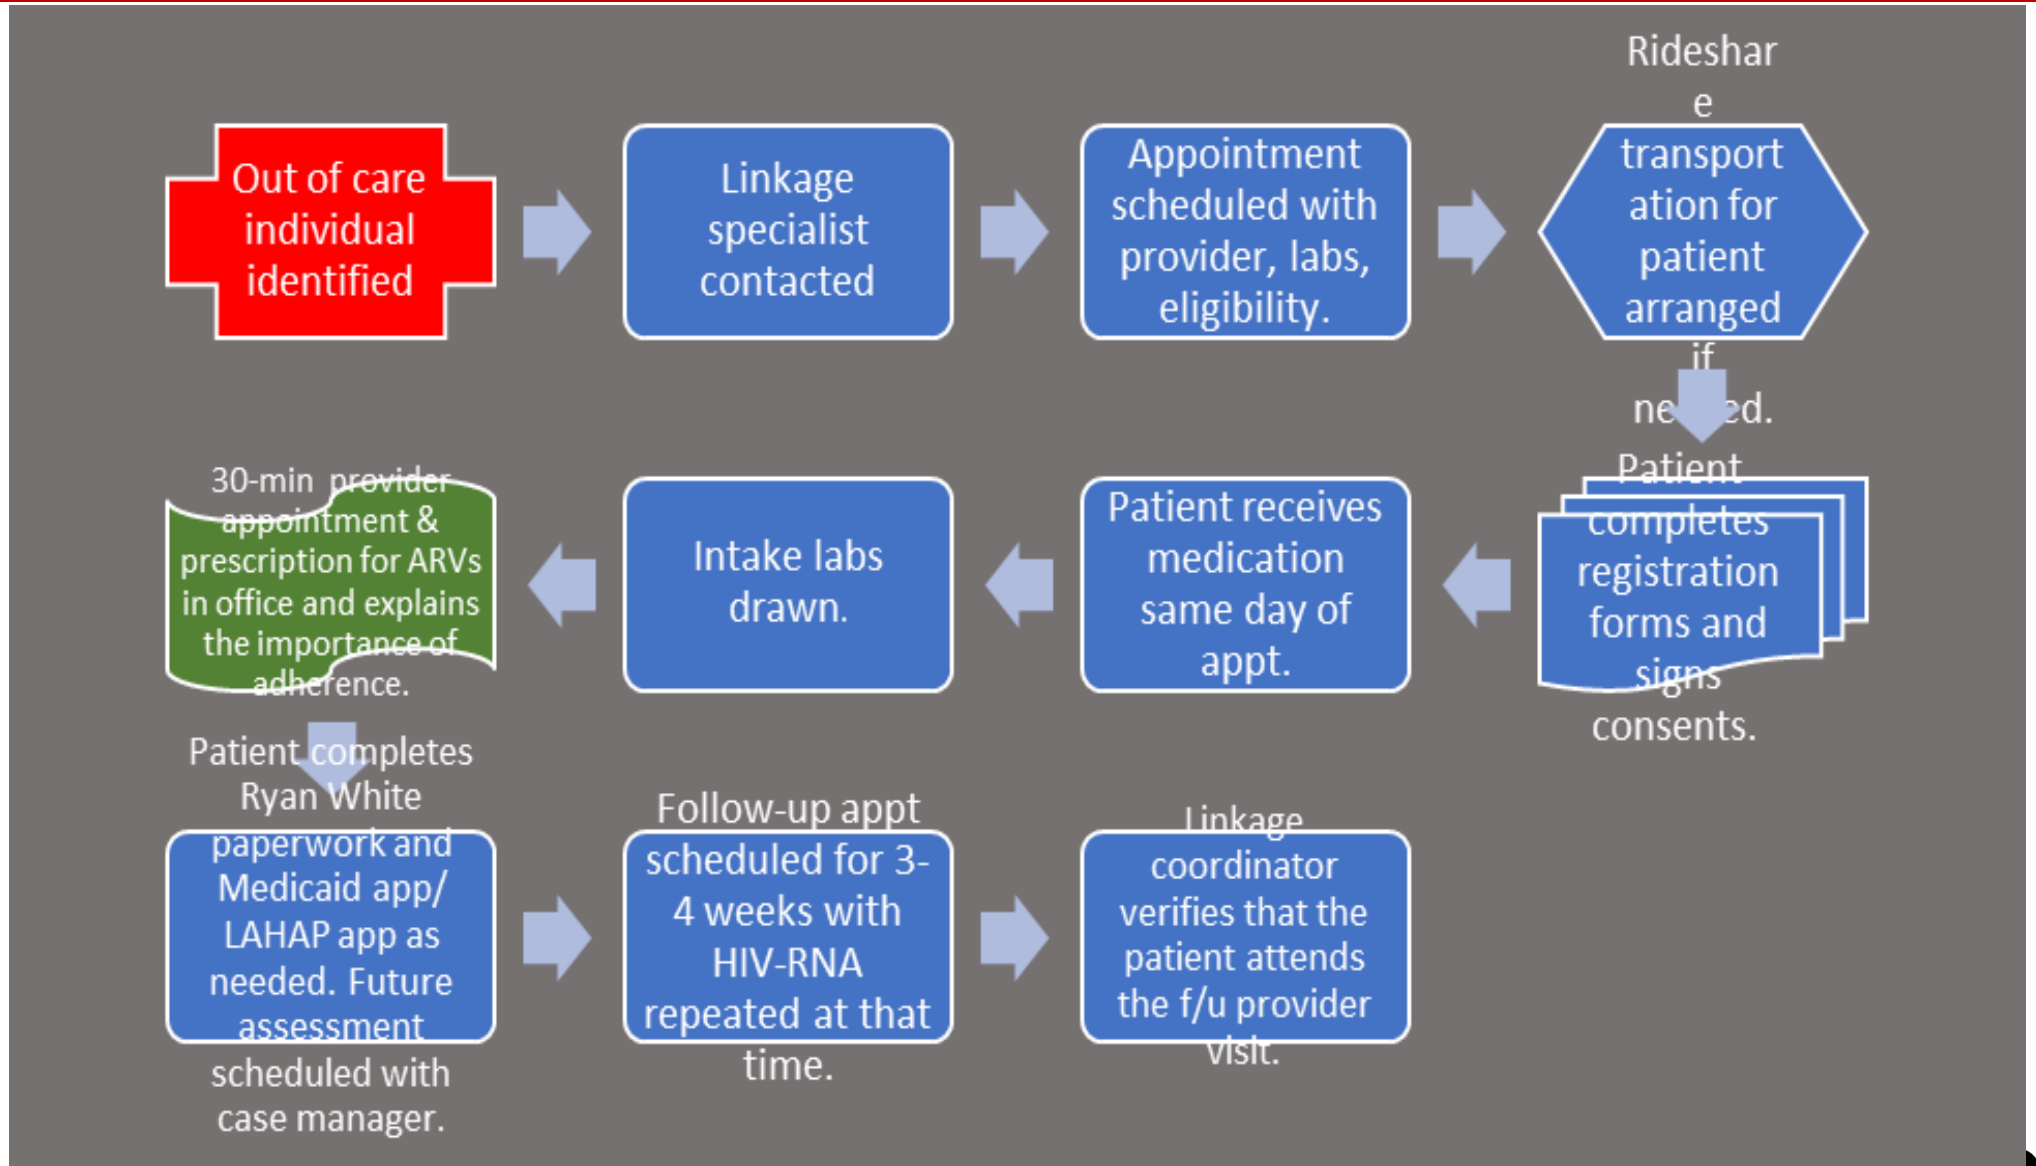 Out of care
individual
identified
Linkage
specialist
contacted
Appointment
scheduled with
provider, labs,
eligibility.
Rideshar
e
transport
ation for
patient
arranged
if
needed.
Patient
completes
registration
forms and
signs
consents.
Patient receives
medication
same day of
appt.
Intake labs
drawn.
30-min provider
appointment &
prescription for ARVs
in office and explains
the importance of
adherence.
Patient completes
Ryan White
paperwork and
Medicaid app/
LAHAP app as
needed. Future
assessment
scheduled with
case manager.
Follow-up appt
scheduled for 3-
4 weeks with
HIV-RNA
repeated at that
time.
Linkage
coordinator
verifies that the
patient attends
the f/u provider
visit.